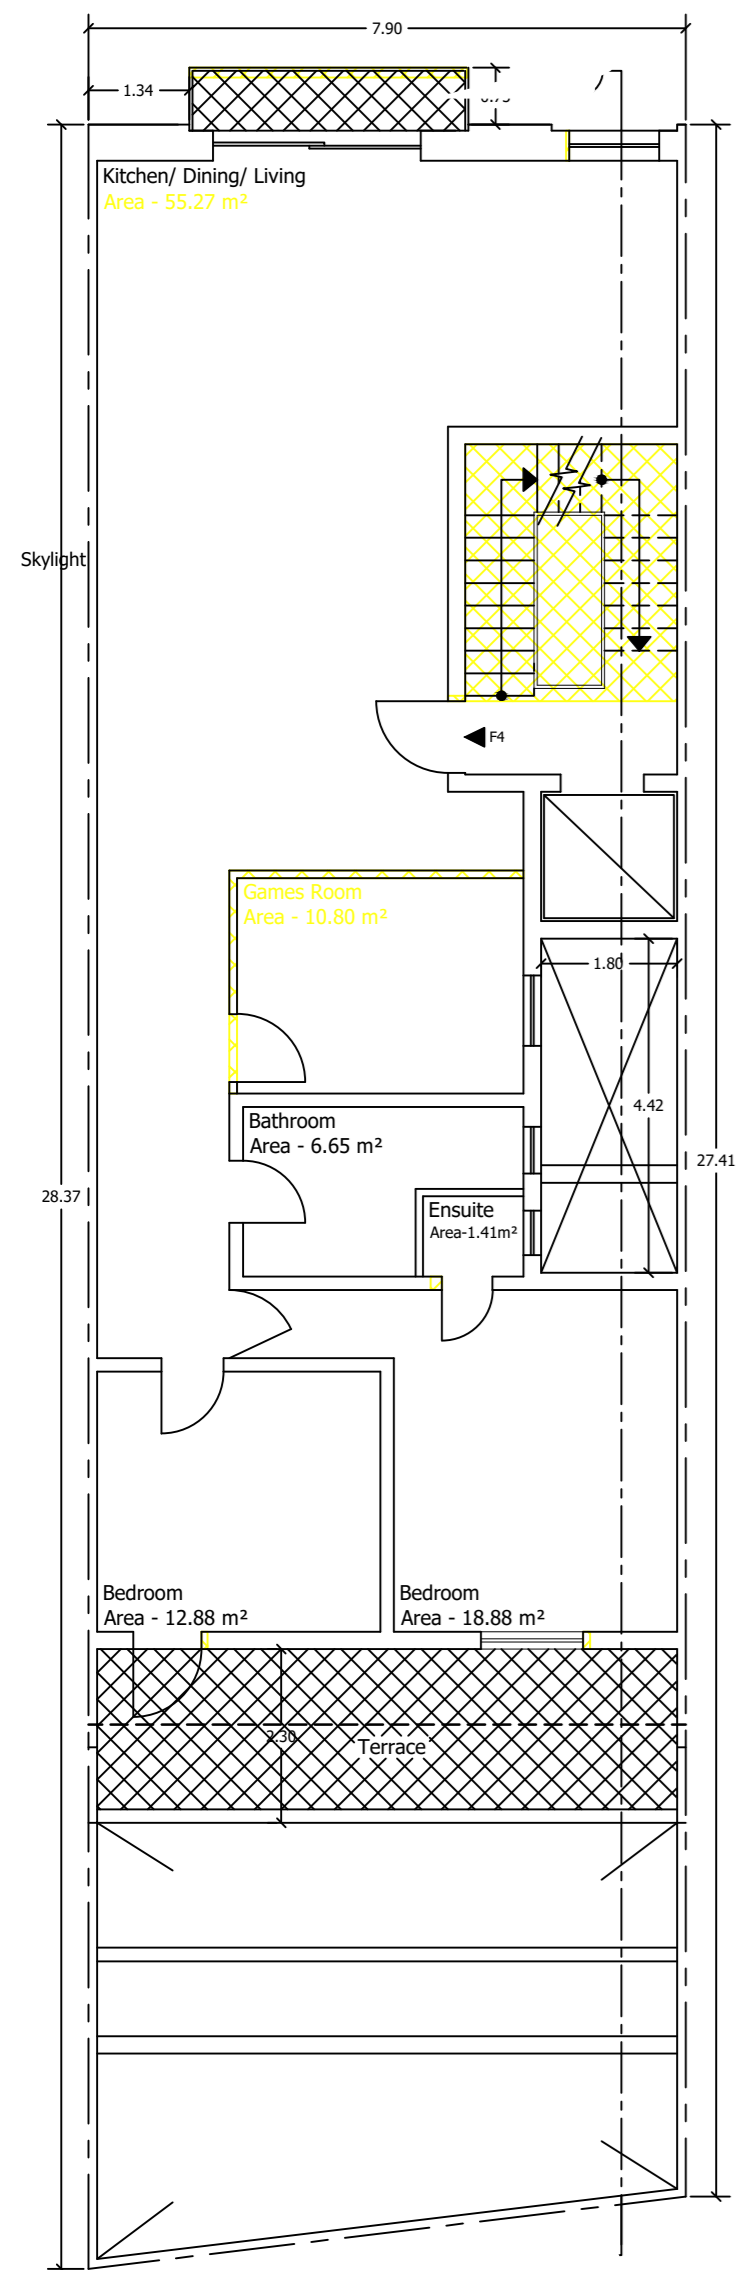 7.90
1.34
Kitchen/ Dining/ Living
Area - 55.27 m²
Skylight
F4
Games Room
Area - 10.80 m²
1.80
4.42
Bathroom
Area - 6.65 m²
27.41
28.37
Ensuite
Area-1.41m²
Bedroom
Area - 12.88 m²
Bedroom
Area - 18.88 m²
2.30
Terrace